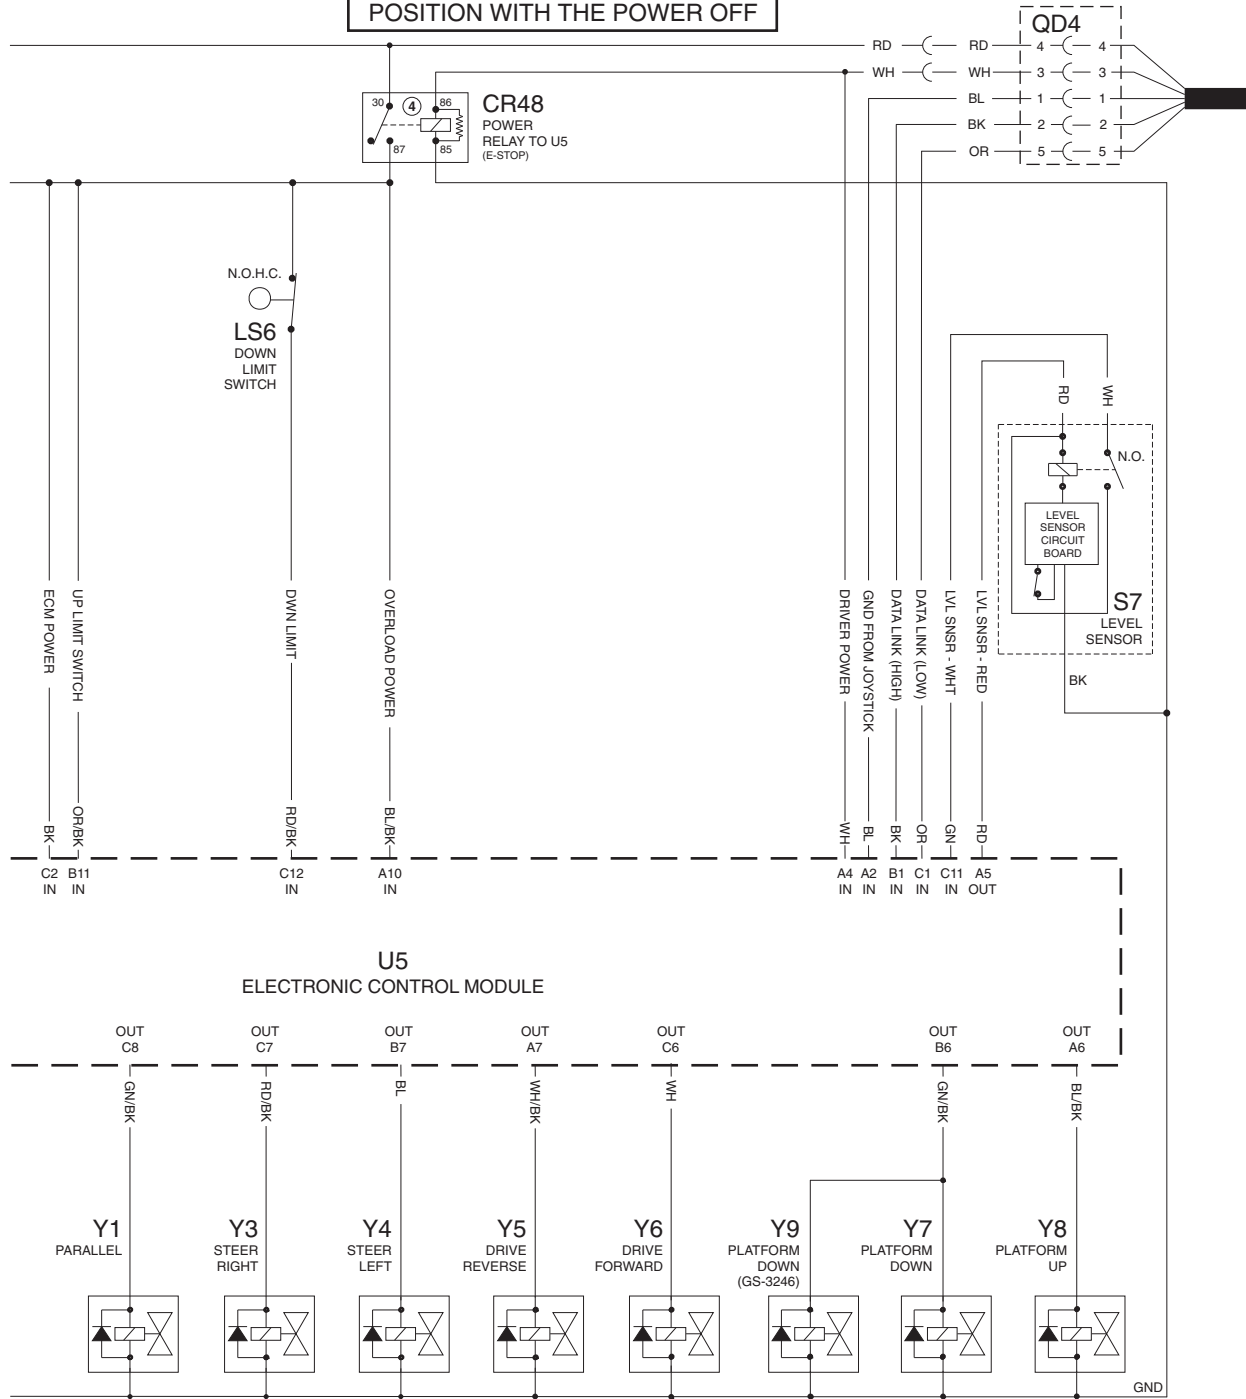 POSITION WITH THE POWER OFF
QD4
RD RD 4 4
WH WH 3 3
BL 1 1
BK 2 2
OR 5 5
30 4 86
87 85
CR48
POWER
RELAY TO U5
(E-STOP)
N.O.H.C.
LS6
DOWN
LIMIT
SWITCH
RD WH
N.O.
LEVEL
SENSOR
CIRCUIT
BOARD
S7
LEVEL
SENSOR
BK
ECM POWER
UP LIMIT SWITCH
DWN LIMIT
OVERLOAD POWER
DRIVER POWER
GND FROM JOYSTICK
DATA LINK (HIGH)
DATA LINK (LOW)
LVL SNSR - WHT
LVL SNSR - RED
BK OR/BK RD/BK BL/BK WH BL BK OR GN RD
C2 B11 C12 A10 A4 A2 B1 C1 C11 A5
IN IN IN IN IN IN IN IN IN OUT
U5
ELECTRONIC CONTROL MODULE
OUT OUT OUT OUT OUT OUT OUT
C8 C7 B7 A7 C6 B6 A6
GN/BK RD/BK BL WH/BK WH GN/BK BL/BK
Y1
PARALLEL
Y3
STEER
RIGHT
Y4
STEER
LEFT
Y5
DRIVE
REVERSE
Y6
DRIVE
FORWARD
Y9
PLATFORM
DOWN
(GS-3246)
Y7
PLATFORM
DOWN
Y8
PLATFORM
UP
GND